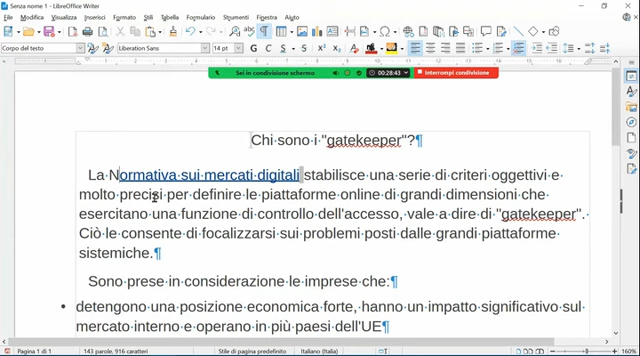 Senza nome 1 - LibreOffice Writer
File Modifica Visualizza Inserisci Formato Stili Tabella Formulario Strumenti Finestra Aiuto
Corpo del testo Liberation Sans 14 pt
Sei in condivisione schermo 00:28:43 Interrompi condivisione
Chi sono i "gatekeeper"?¶
La Normativa sui mercati digitali stabilisce una serie di criteri oggettivi e
molto precisi per definire le piattaforme online di grandi dimensioni che
esercitano una funzione di controllo dell'accesso, vale a dire di "gatekeeper".
Ciò le consente di focalizzarsi sui problemi posti dalle grandi piattaforme
sistemiche.¶
Sono prese in considerazione le imprese che:¶
• detengono una posizione economica forte, hanno un impatto significativo sul
mercato interno e operano in più paesi dell'UE¶
Pagina 1 di 1 143 parole, 916 caratteri Stile di pagina predefinito Italiano (Italia) 160%